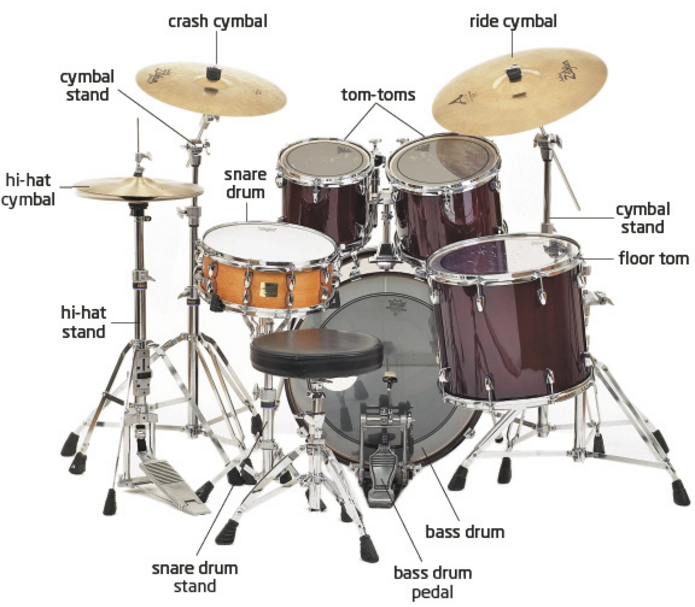 crash cymbal
ride cymbal
cymbal
stand
tom-toms
hi-hat
cymbal
snare
drum
cymbal
stand
floor tom
hi-hat
stand
bass drum
snare drum
stand
bass drum
pedal
Zildjian